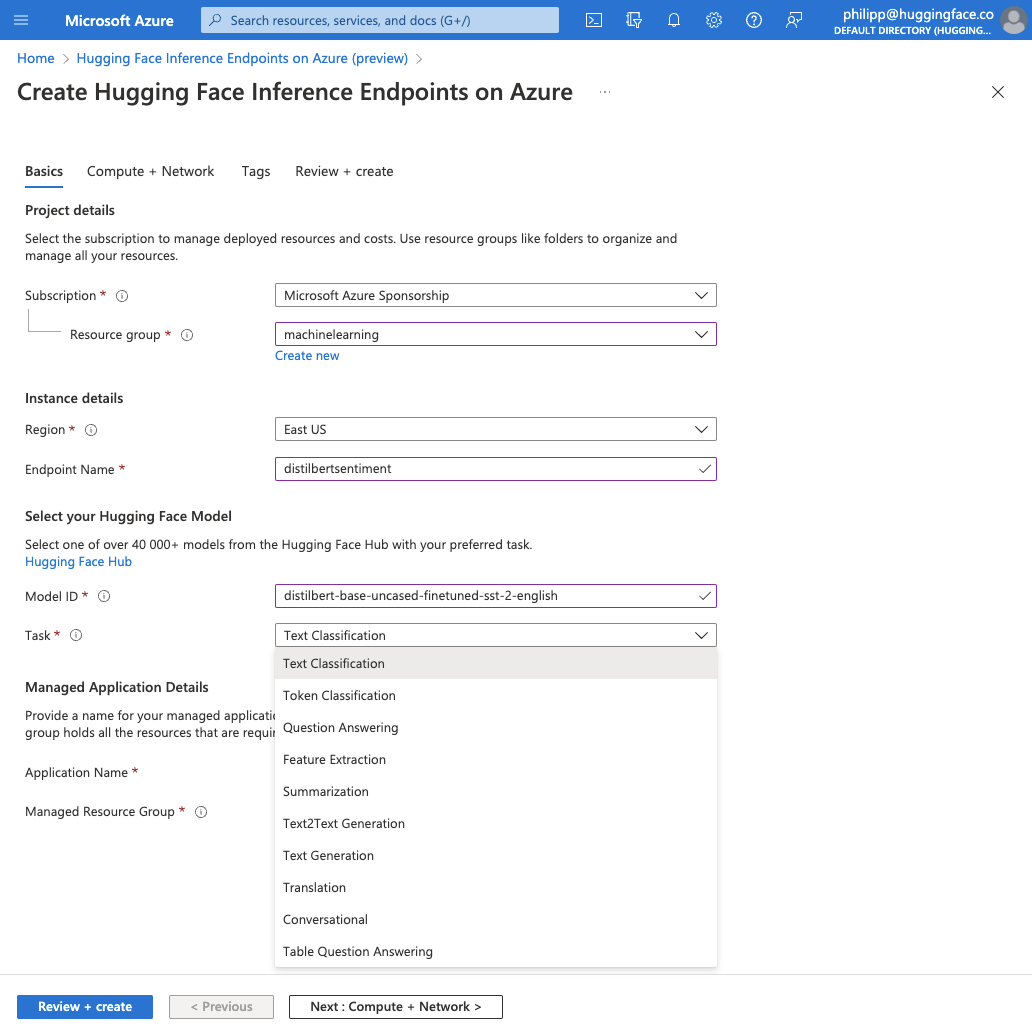 Microsoft Azure
Search resources, services, and docs (G+/)
philipp@huggingface.co
DEFAULT DIRECTORY (HUGGING...
Home > Hugging Face Inference Endpoints on Azure (preview) >
Create Hugging Face Inference Endpoints on Azure ...
Basics Compute + Network Tags Review + create
Project details
Select the subscription to manage deployed resources and costs. Use resource groups like folders to organize and
manage all your resources.
Subscription * Microsoft Azure Sponsorship
Resource group * machinelearning
Create new
Instance details
Region * East US
Endpoint Name * distilbertsentiment
Select your Hugging Face Model
Select one of over 40 000+ models from the Hugging Face Hub with your preferred task.
Hugging Face Hub
Model ID * distilbert-base-uncased-finetuned-sst-2-english
Task * Text Classification
Text Classification
Token Classification
Question Answering
Feature Extraction
Summarization
Text2Text Generation
Text Generation
Translation
Conversational
Table Question Answering
Managed Application Details
Provide a name for your managed
group holds all the resources that are
Application Name *
Managed Resource Group *
Review + create < Previous Next : Compute + Network >